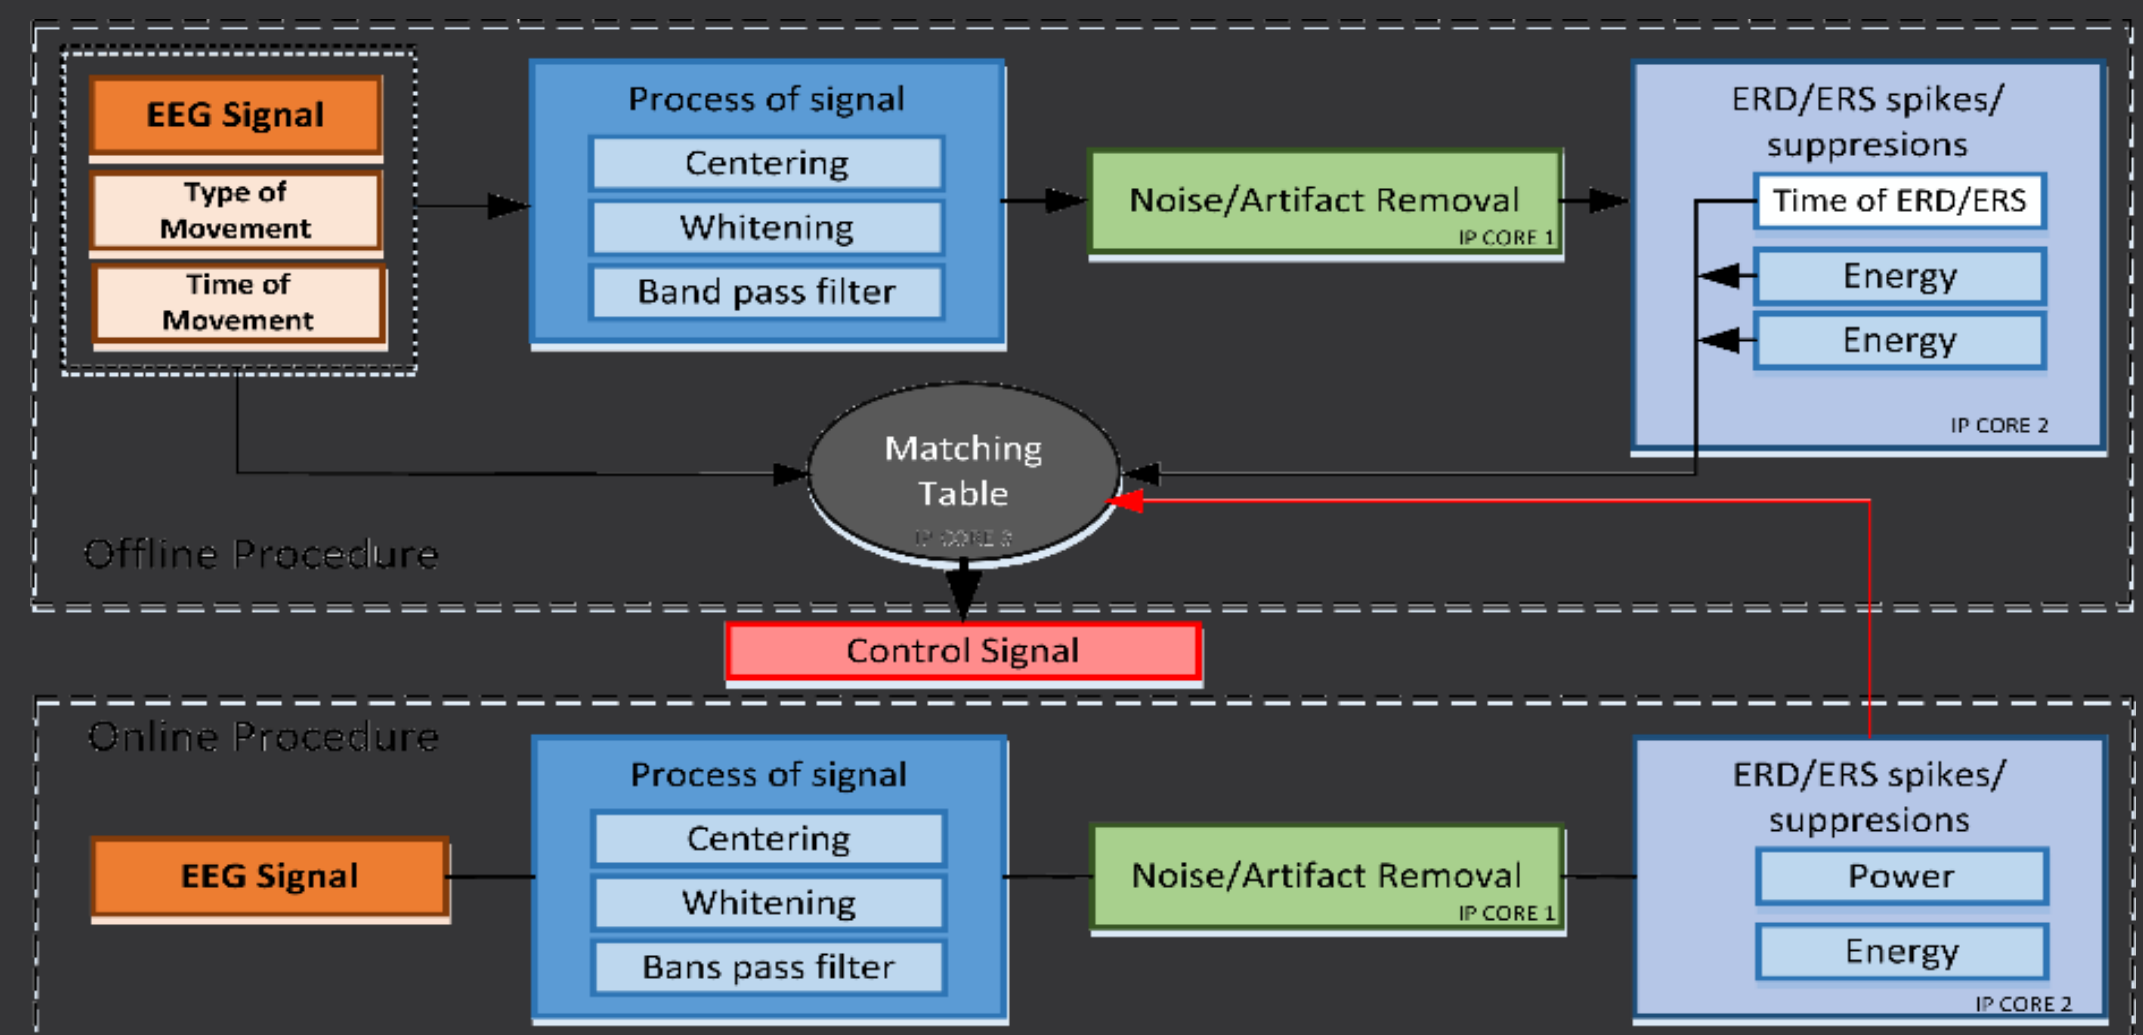 EEG Signal
Type of
Movement
Time of
Movement
Process of signal
Centering
Whitening
Band pass filter
Noise/Artifact Removal
IP CORE 1
ERD/ERS spikes/
suppresions
Time of ERD/ERS
Energy
Energy
IP CORE 2
Matching
Table
IP CORE 3
Offline Procedure
Control Signal
Online Procedure
EEG Signal
Process of signal
Centering
Whitening
Bans pass filter
Noise/Artifact Removal
IP CORE 1
ERD/ERS spikes/
suppresions
Power
Energy
IP CORE 2